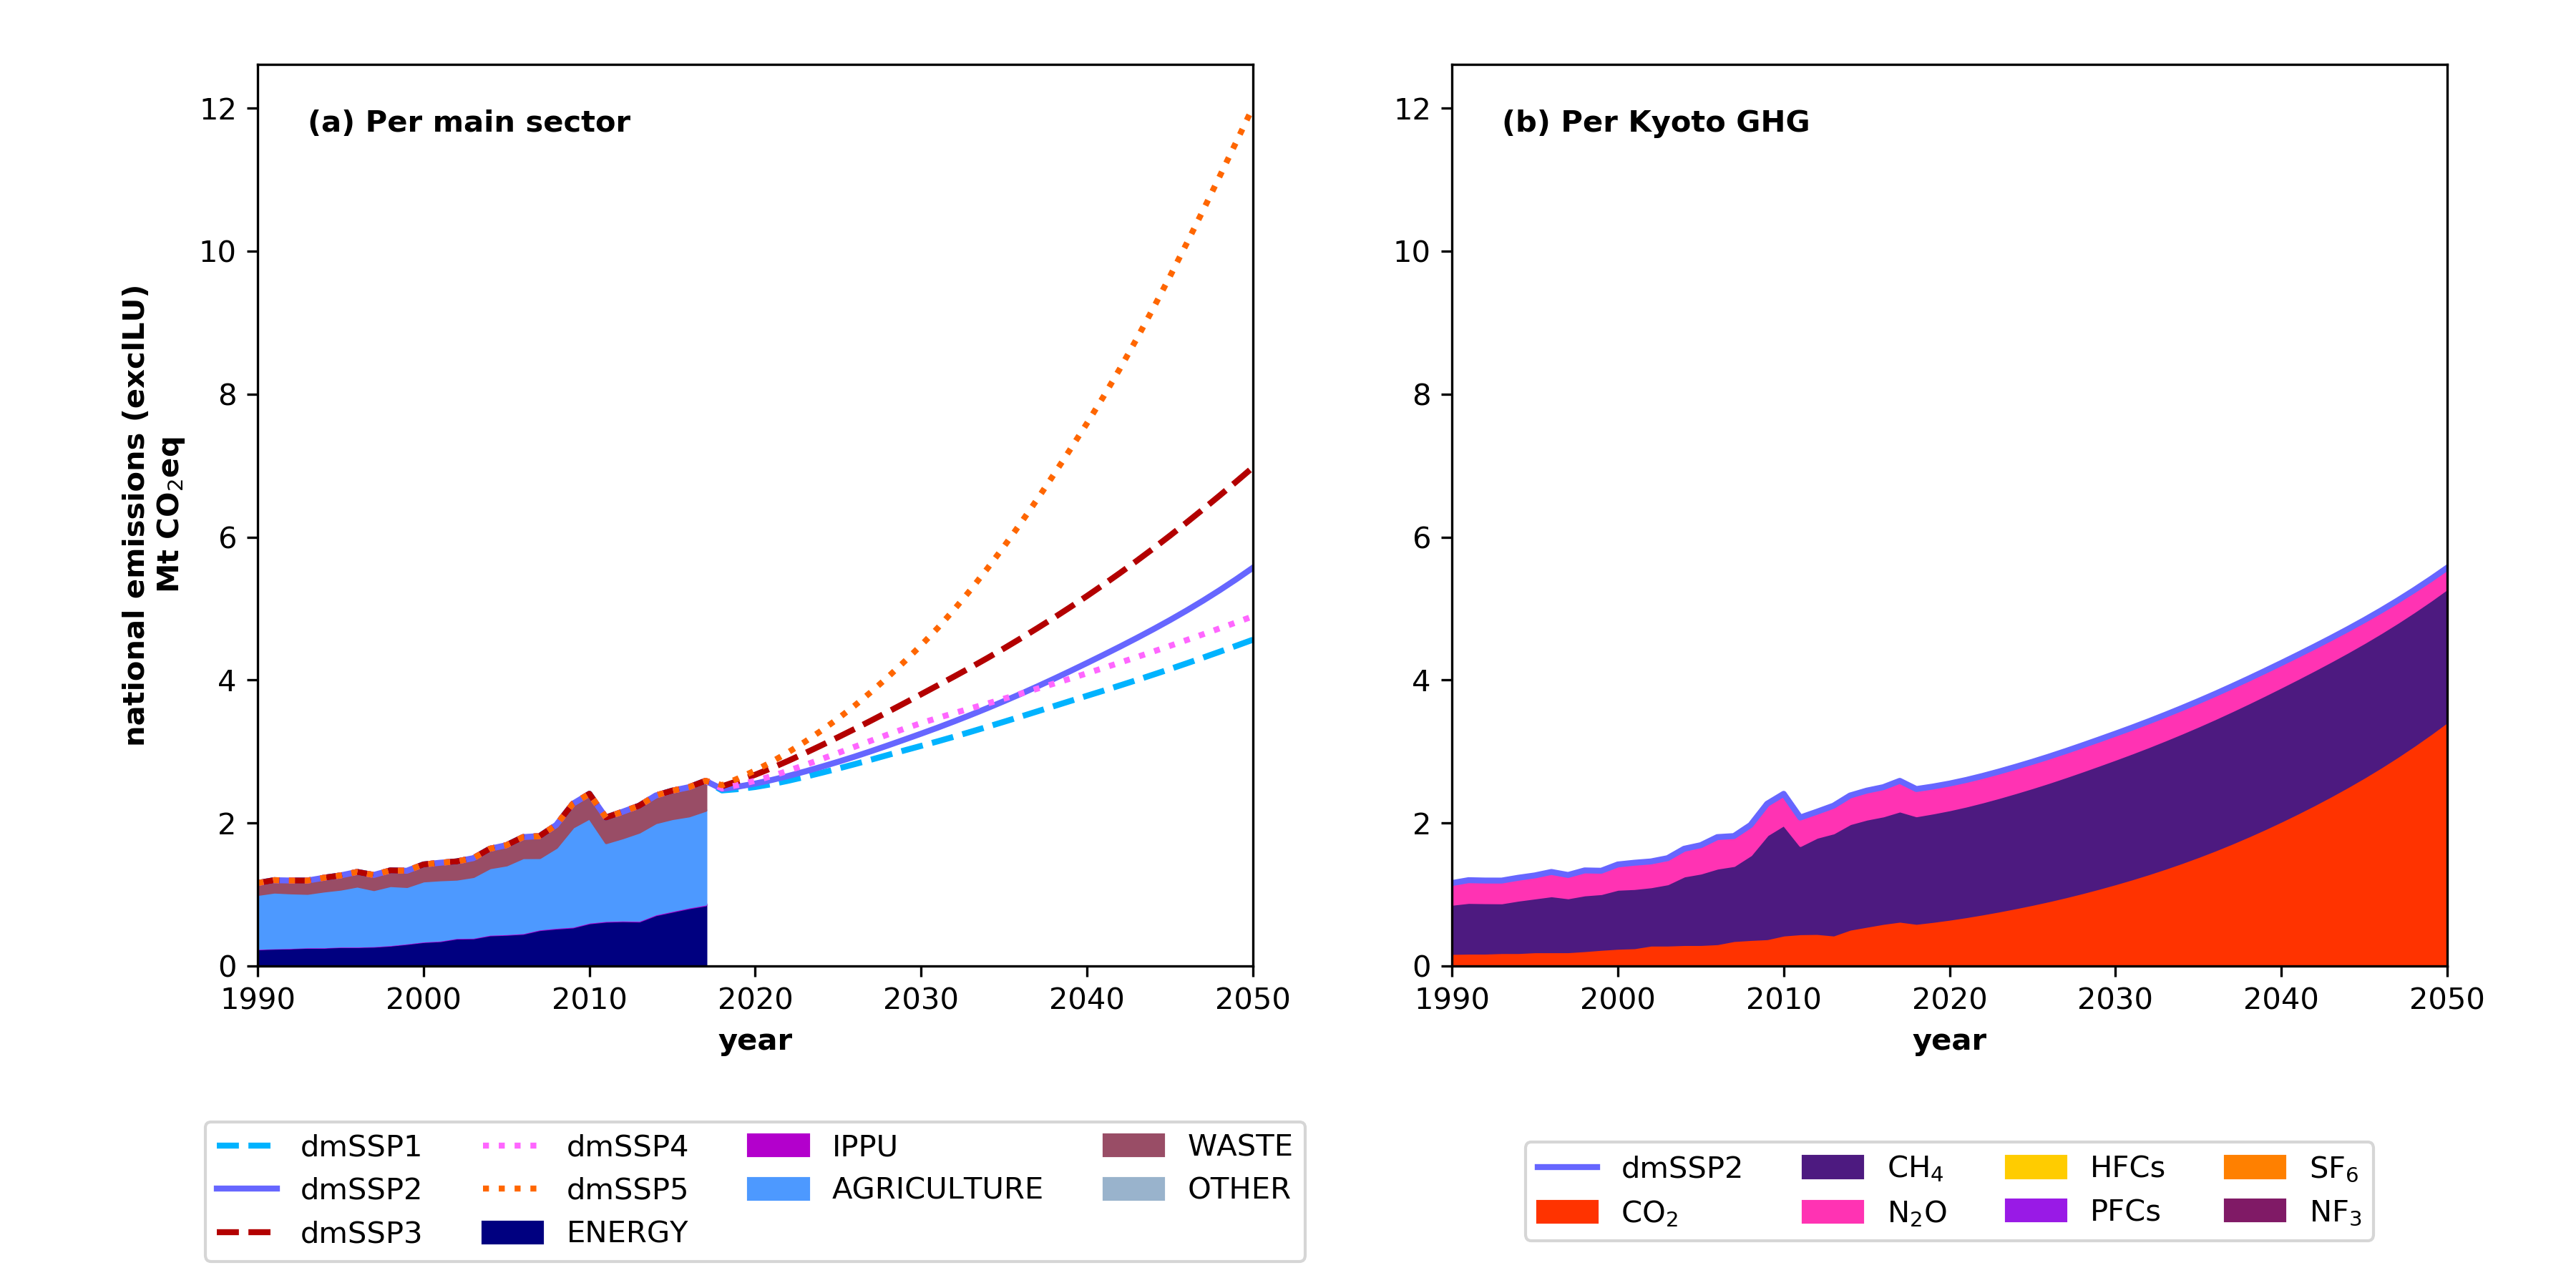 (a) Per main sector
national emissions (exclLU)
Mt CO₂eq
12
10
8
6
4
2
0
1990 2000 2010 2020 2030 2040 2050
year
dmSSP1 dmSSP4 IPPU WASTE
dmSSP2 dmSSP5 AGRICULTURE OTHER
dmSSP3 ENERGY
(b) Per Kyoto GHG
12
10
8
6
4
2
0
1990 2000 2010 2020 2030 2040 2050
year
dmSSP2 CH₄ HFCs SF₆
CO₂ N₂O PFCs NF₃